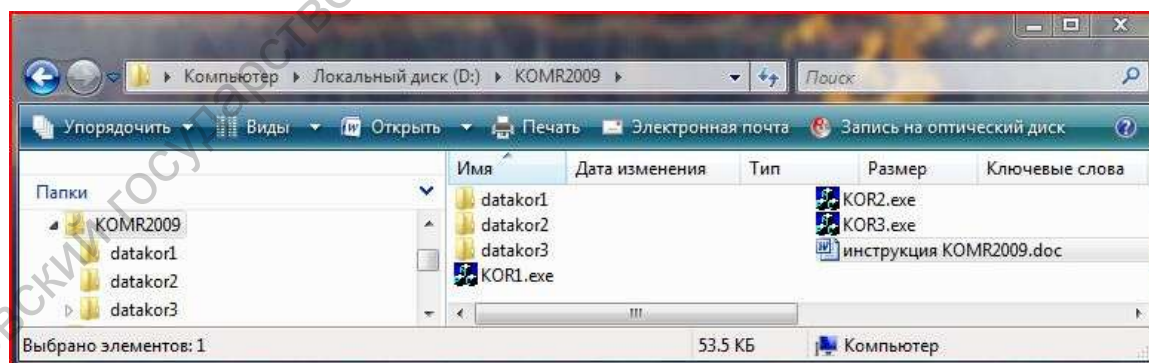 Компьютер ▸ Локальный диск (D:) ▸ KOMR2009 ▸ Поиск
Упорядочить Виды Открыть Печать Электронная почта Запись на оптический диск
Имя Дата изменения Тип Размер Ключевые слова
Папки
KOMR2009
datakor1
datakor2
datakor3
datakor1
datakor2
datakor3
KOR1.exe
KOR2.exe
KOR3.exe
инструкция KOMR2009.doc
Выбрано элементов: 1 53.5 КБ Компьютер